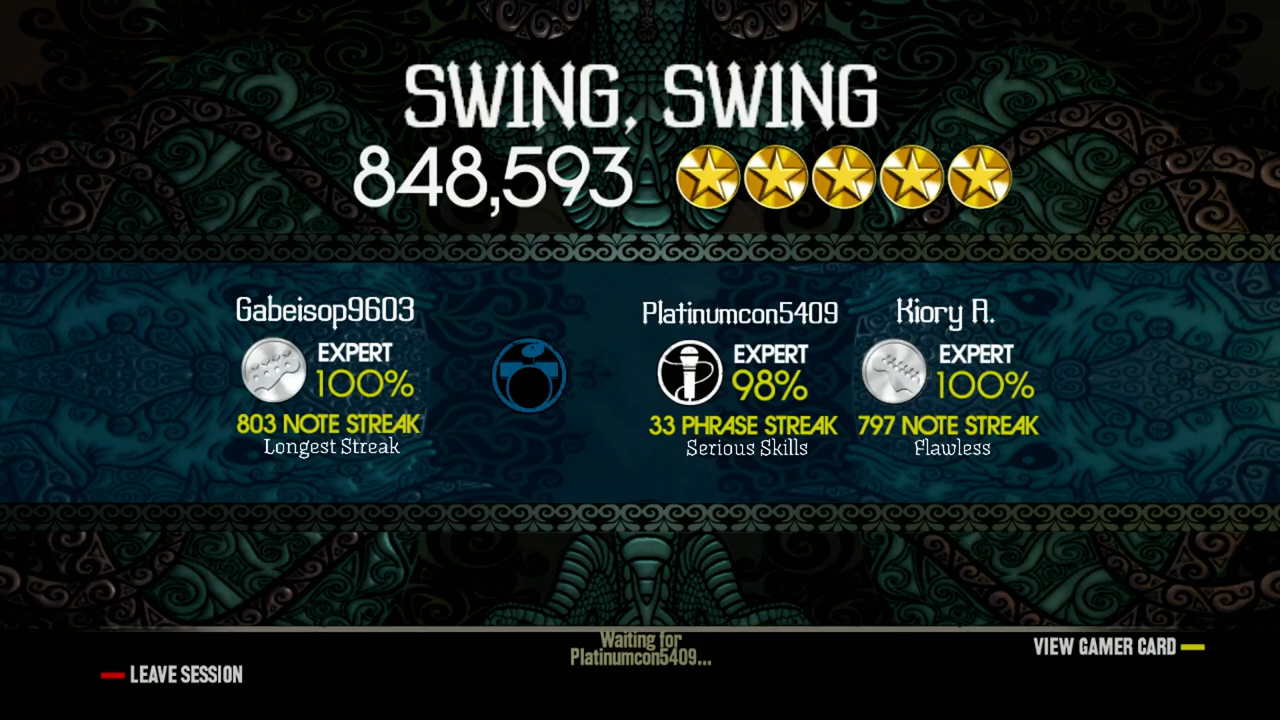 SWING, SWING
848,593
Gabeisop9603
EXPERT
100%
803 NOTE STREAK
Longest Streak
Platinumcon5409
EXPERT
98%
33 PHRASE STREAK
Serious Skills
Kiory A.
EXPERT
100%
797 NOTE STREAK
Flawless
Waiting for
Platinumcon5409...
VIEW GAMER CARD
LEAVE SESSION